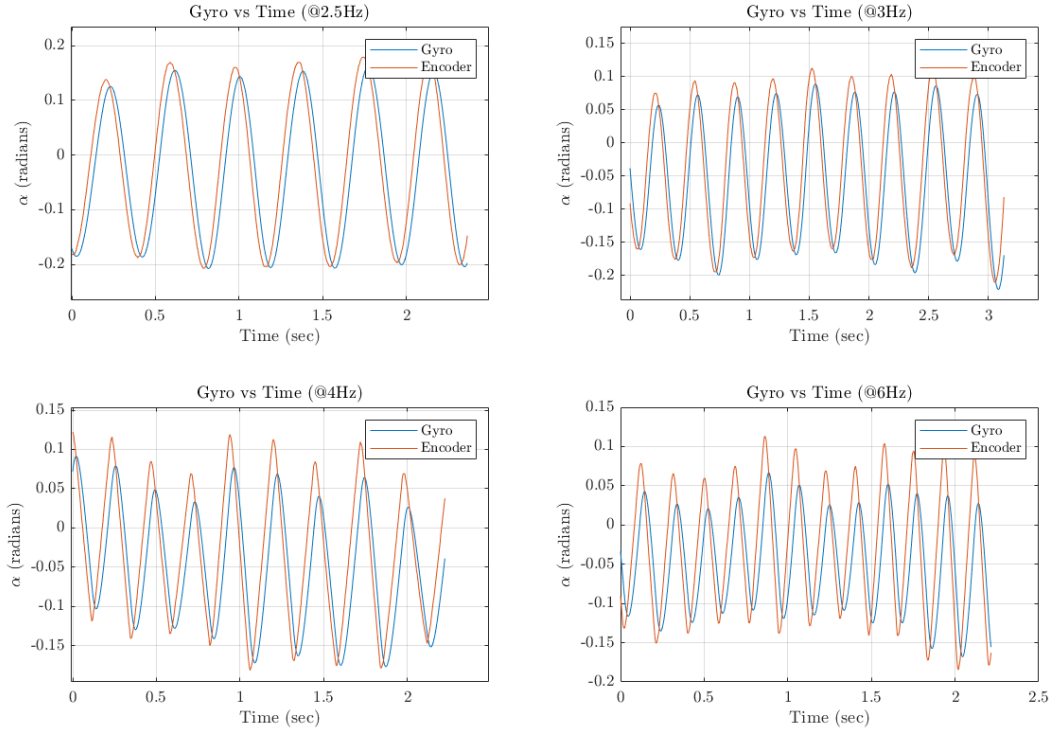 Gyro vs Time (@2.5Hz)
0.2
0.1
0
-0.1
-0.2
α (radians)
Gyro
Encoder
0
0.5
1
1.5
2
Time (sec)
Gyro vs Time (@3Hz)
0.15
0.1
0.05
0
-0.05
-0.1
-0.15
-0.2
α (radians)
Gyro
Encoder
0
0.5
1
1.5
2
2.5
3
Time (sec)
Gyro vs Time (@4Hz)
0.15
0.1
0.05
0
-0.05
-0.1
-0.15
α (radians)
Gyro
Encoder
0
0.5
1
1.5
2
Time (sec)
Gyro vs Time (@6Hz)
0.15
0.1
0.05
0
-0.05
-0.1
-0.15
-0.2
α (radians)
Gyro
Encoder
0
0.5
1
1.5
2
2.5
Time (sec)